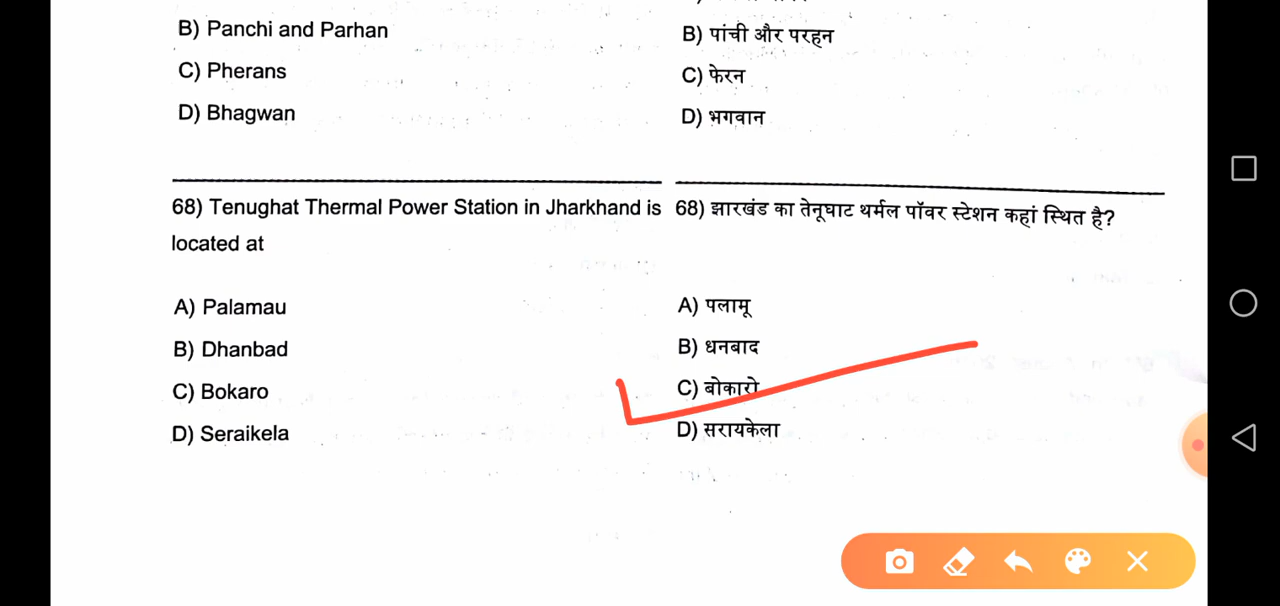 B) Panchi and Parhan
C) Pherans
D) Bhagwan
B) पांची और परहन
C) फेरन
D) भगवान
68) Tenughat Thermal Power Station in Jharkhand is
located at
A) Palamau
B) Dhanbad
C) Bokaro
D) Seraikela
68) झारखंड का तेनूघाट थर्मल पॉवर स्टेशन कहां स्थित है?
A) पलामू
B) धनबाद
C) बोकारो
D) सरायकेला